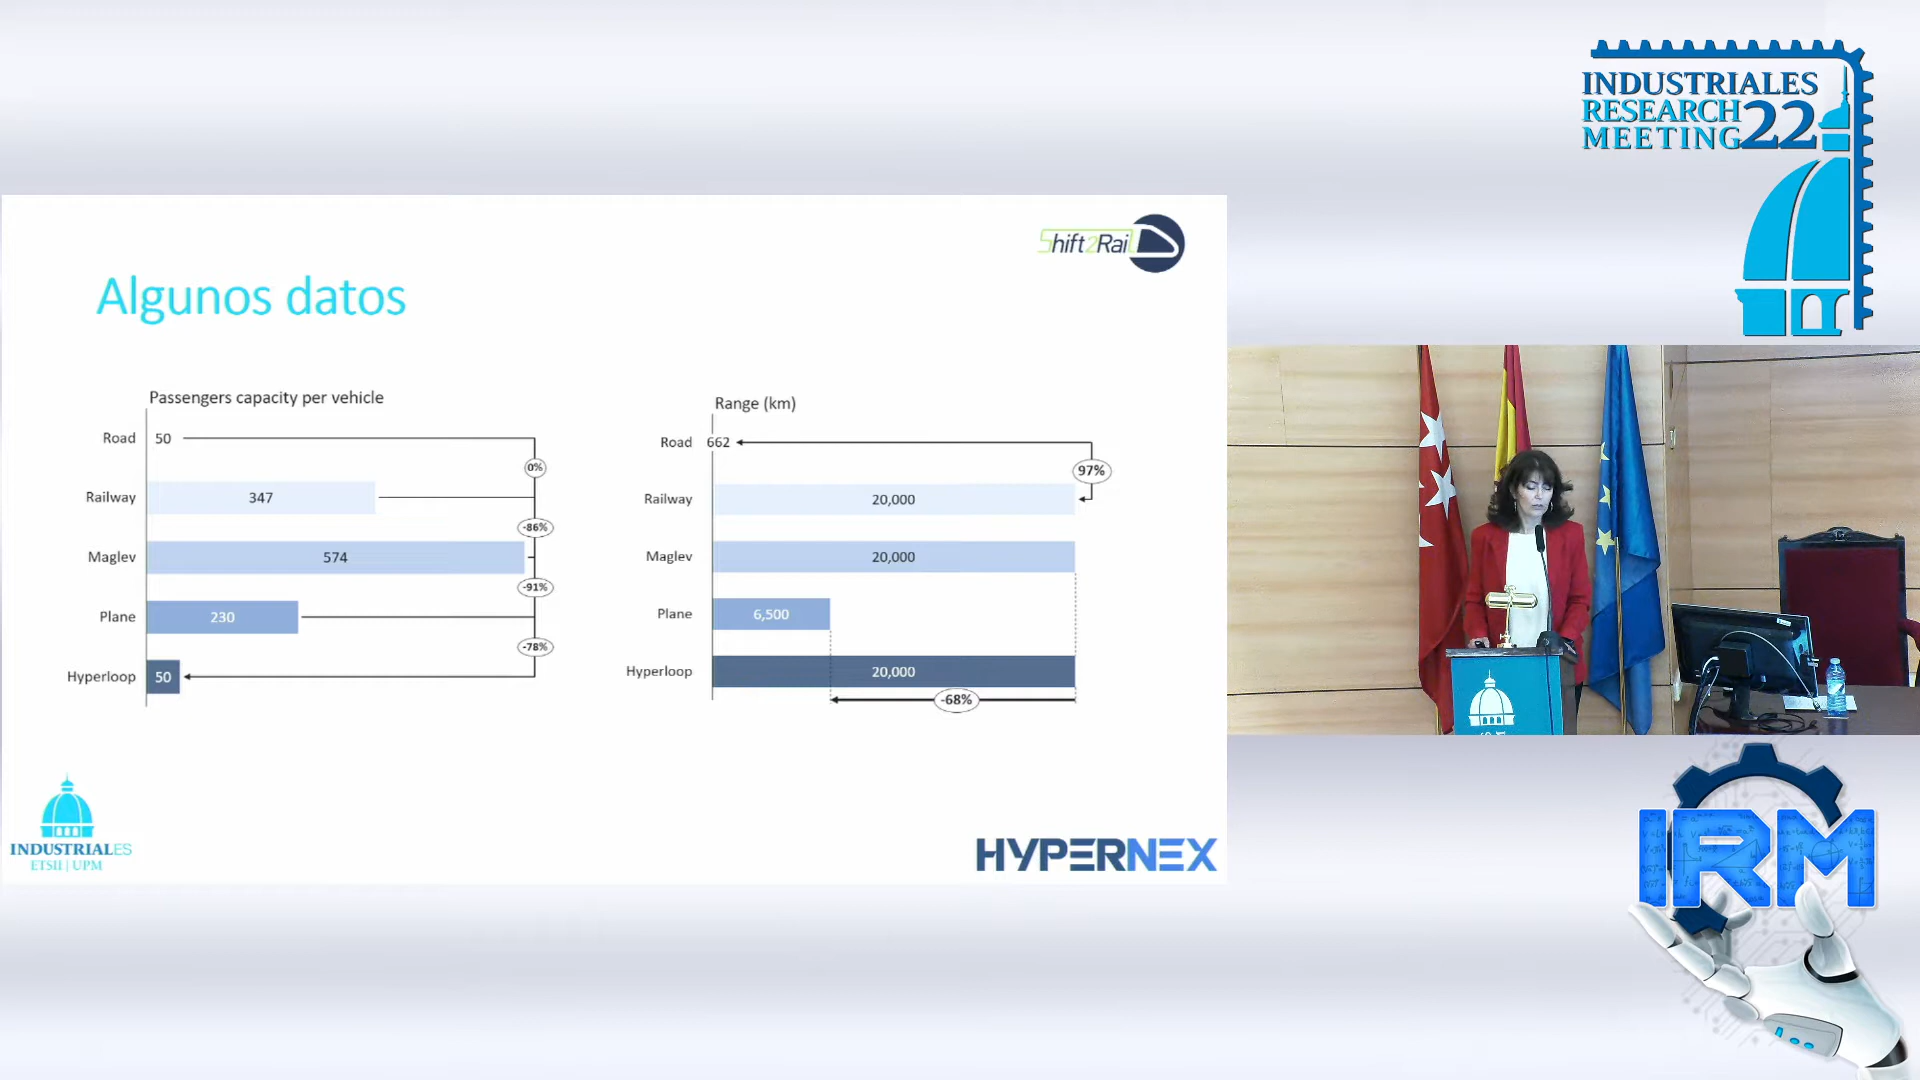 INDUSTRIALES
RESEARCH
MEETING 22
Shift2Rail
Algunos datos
Passengers capacity per vehicle
Road 50
0%
Railway 347
-86%
Maglev 574
-91%
Plane 230
-78%
Hyperloop 50
Range (km)
Road 662
97%
Railway 20,000
Maglev 20,000
Plane 6,500
Hyperloop 20,000
-68%
INDUSTRIALES
ETSII | UPM
HYPERNEX
IRM